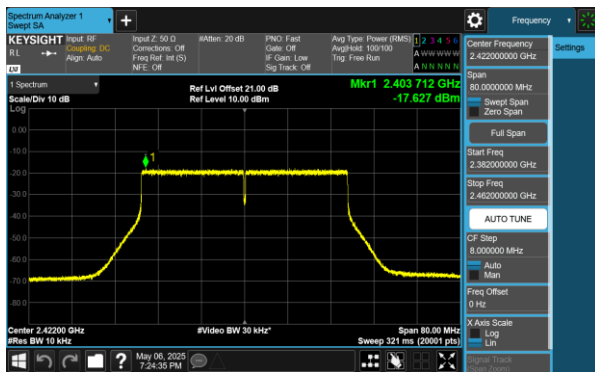 Spectrum Analyzer 1
Swept SA
Frequency
KEYSIGHT
RL
Input: RF
Coupling: DC
Align: Auto
Input Z: 50 Ω
Corrections: Off
Freq Ref: Int (S)
NFE: Off
#Atten: 20 dB
PNO: Fast
Gate: Off
IF Gain: Low
Sig Track: Off
Avg Type: Power (RMS)
Avg|Hold: 100/100
Trig: Free Run
1 2 3 4 5 6
A W W W W W
A N N N N N
LV
1 Spectrum
Scale/Div 10 dB
Log
Ref Lvl Offset 21.00 dB
Ref Level 10.00 dBm
Mkr1 2.403 712 GHz
-17.627 dBm
1
0.00
-10.0
-20.0
-30.0
-40.0
-50.0
-60.0
-70.0
-80.0
Center 2.42200 GHz
#Res BW 10 kHz
#Video BW 30 kHz*
Span 80.00 MHz
Sweep 321 ms (20001 pts)
May 06, 2025
7:24:35 PM
Center Frequency
2.422000000 GHz
Settings
Span
80.0000000 MHz
Swept Span
Zero Span
Full Span
Start Freq
2.382000000 GHz
Stop Freq
2.462000000 GHz
AUTO TUNE
CF Step
8.000000 MHz
Auto
Man
Freq Offset
0 Hz
X Axis Scale
Log
Lin
Signal Track
(Span Zoom)